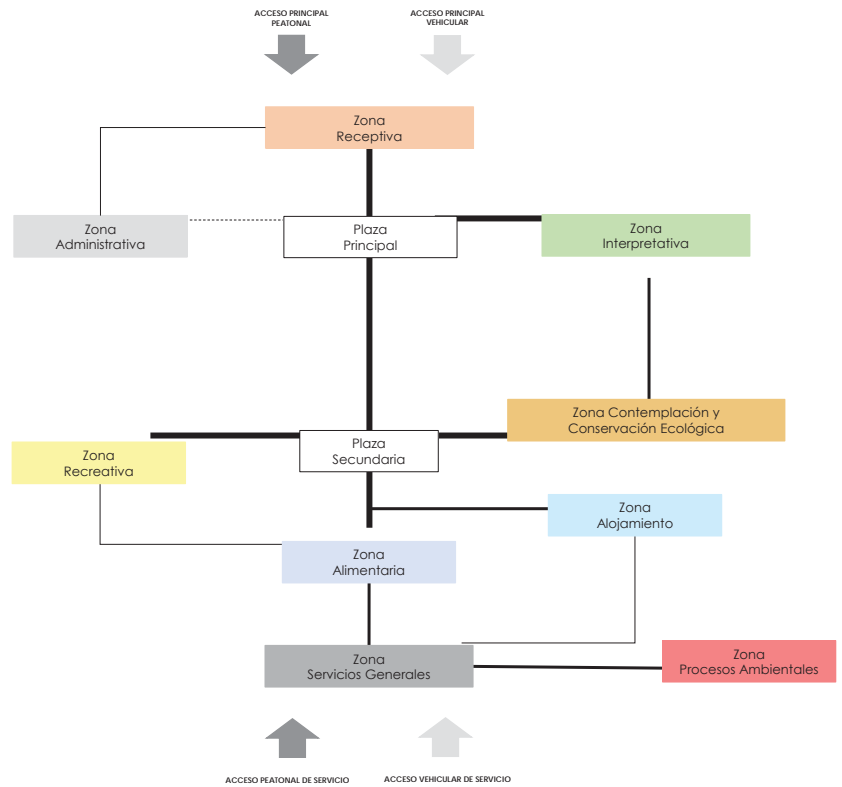 ACCESO PRINCIPAL
PEATONAL
ACCESO PRINCIPAL
VEHICULAR
Zona
Receptiva
Zona
Administrativa
Plaza
Principal
Zona
Interpretativa
Zona Contemplación y
Conservación Ecológica
Plaza
Secundaria
Zona
Recreativa
Zona
Alojamiento
Zona
Alimentaria
Zona
Servicios Generales
Zona
Procesos Ambientales
ACCESO PEATONAL DE SERVICIO
ACCESO VEHICULAR DE SERVICIO